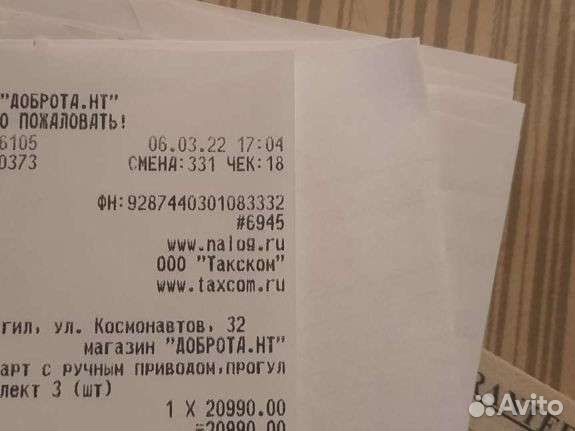 "ДОБРОТА.НТ"
О ПОЖАЛОВАТЬ!
6105 06.03.22 17:04
0373 СМЕНА:331 ЧЕК:18
ФН:9287440301083332
#6945
www.nalog.ru
ООО "Такском"
www.taxcom.ru
гил, ул. Космонавтов, 32
магазин "ДОБРОТА.НТ"
арт с ручным приводом,прогул
лект 3 (шт)
1 X 20990.00
=20990.00
Avito